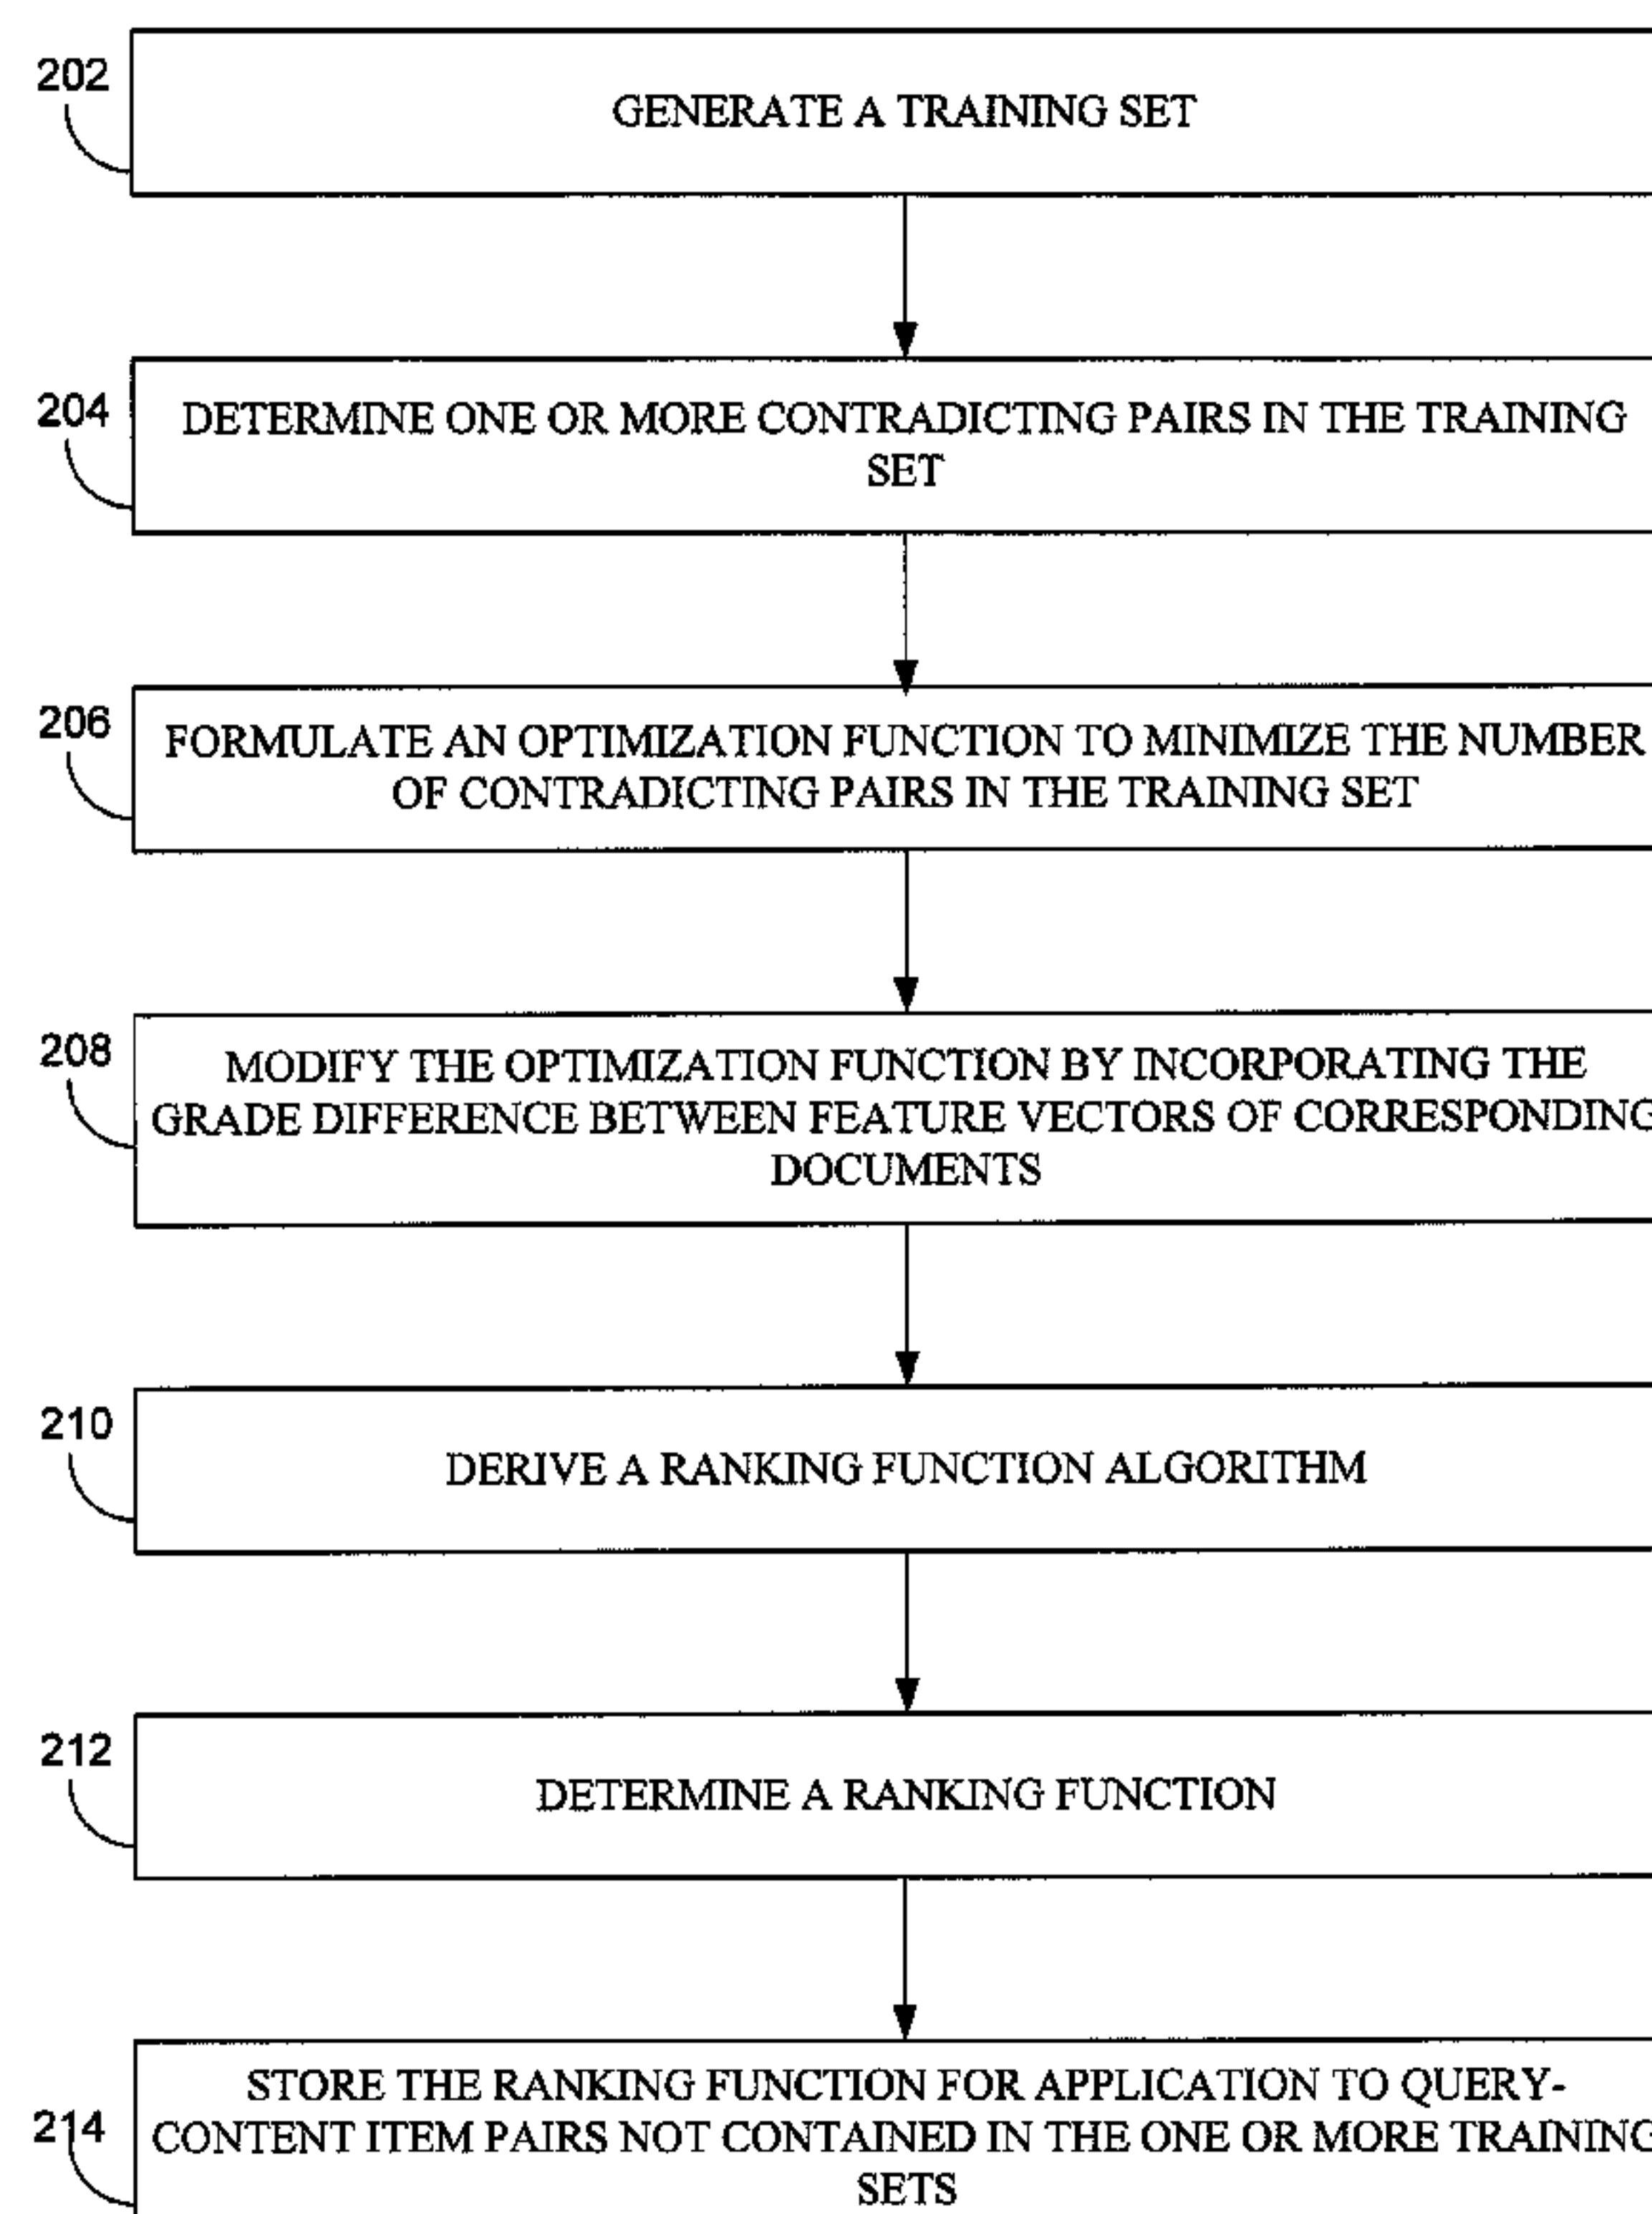 202
GENERATE A TRAINING SET
204
DETERMINE ONE OR MORE CONTRADICTING PAIRS IN THE TRAINING
SET
206
FORMULATE AN OPTIMIZATION FUNCTION TO MINIMIZE THE NUMBER
OF CONTRADICTING PAIRS IN THE TRAINING SET
208
MODIFY THE OPTIMIZATION FUNCTION BY INCORPORATING THE
GRADE DIFFERENCE BETWEEN FEATURE VECTORS OF CORRESPONDING
DOCUMENTS
210
DERIVE A RANKING FUNCTION ALGORITHM
212
DETERMINE A RANKING FUNCTION
214
STORE THE RANKING FUNCTION FOR APPLICATION TO QUERY-
CONTENT ITEM PAIRS NOT CONTAINED IN THE ONE OR MORE TRAINING
SETS